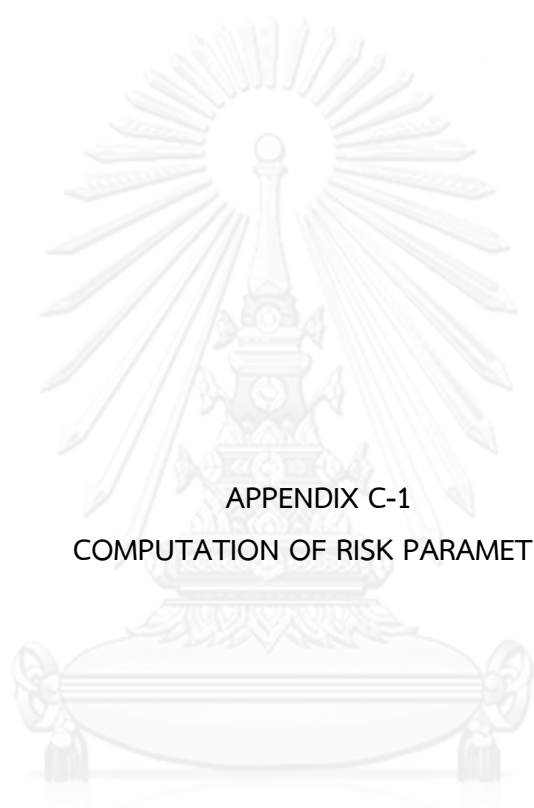 APPENDIX C-1
COMPUTATION OF RISK PARAMET